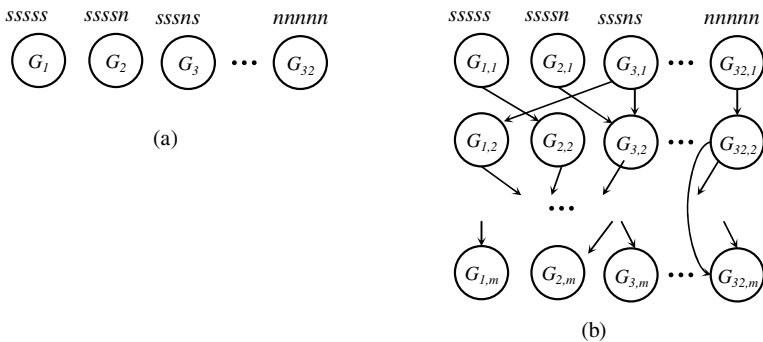 sssss ssssn sssns nnnnn
G1 G2 G3 ... G32
(a)
sssss ssssn sssns nnnnn
G1,1 G2,1 G3,1 ... G32,1
G1,2 G2,2 G3,2 ... G32,2
...
G1,m G2,m G3,m ... G32,m
(b)